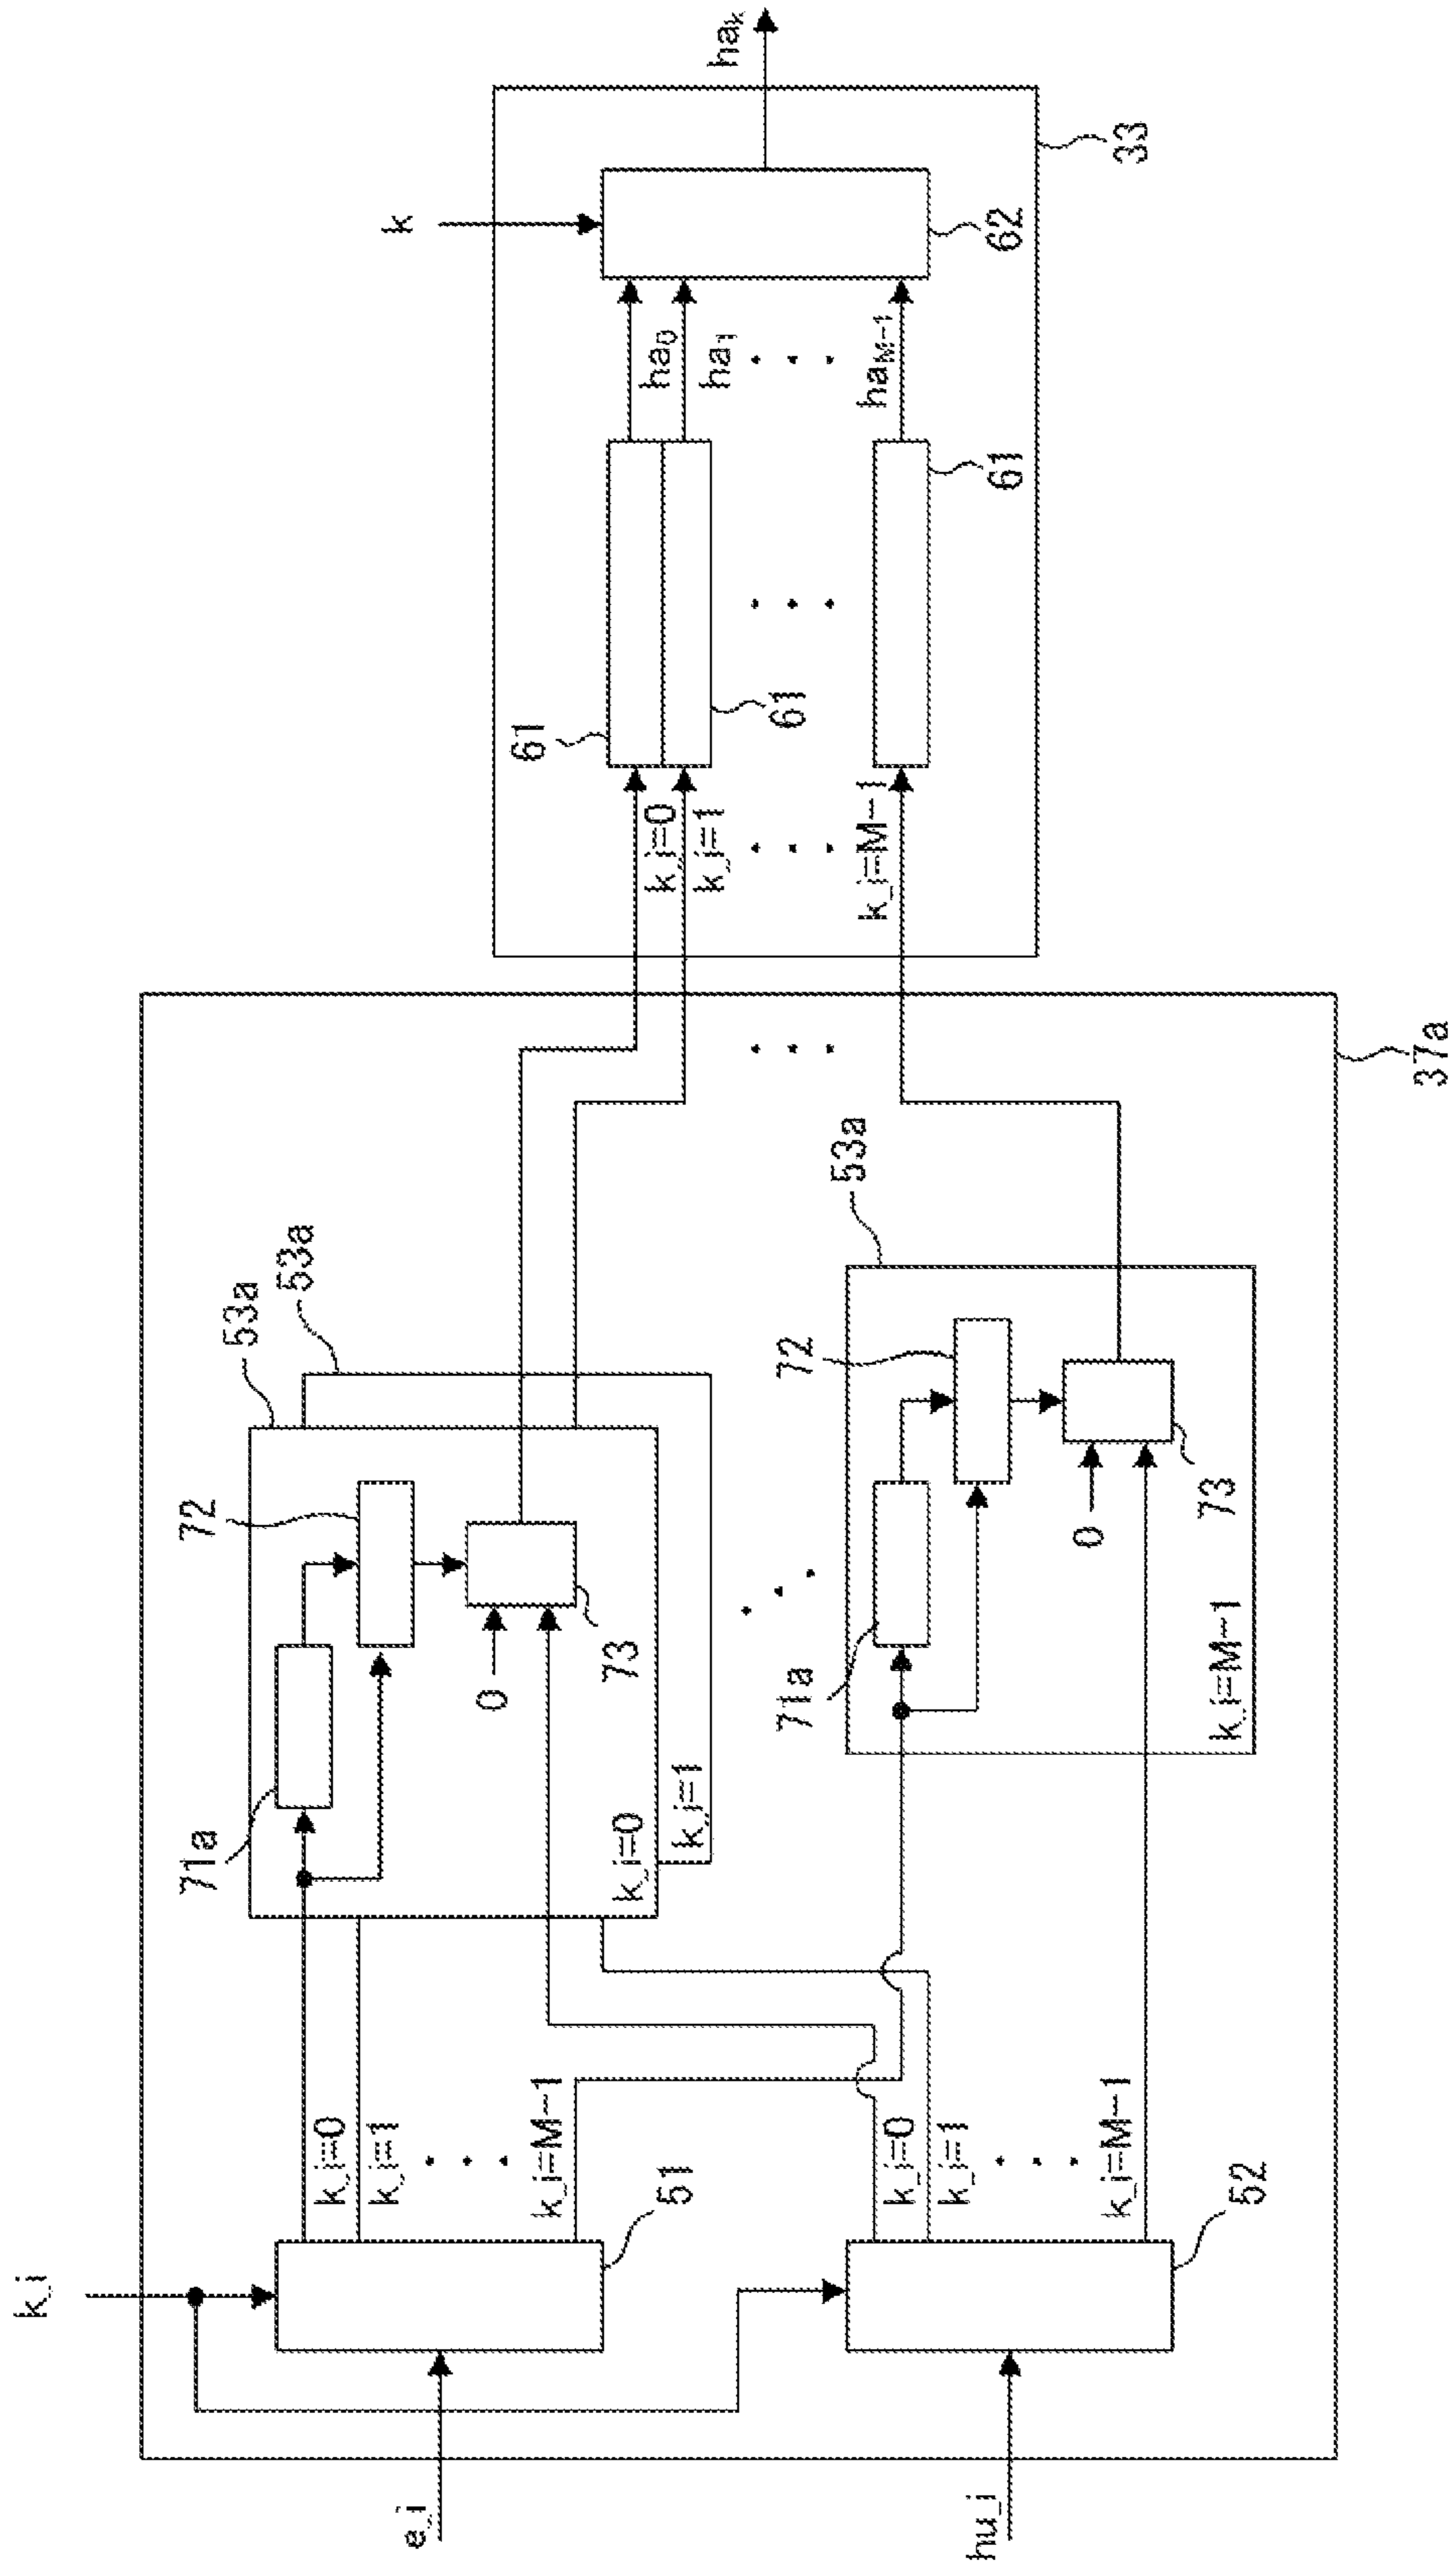 k_i
e_i
hu_i
51
52
k_i=0
k_i=1
k_i=M-1
k_i=0
k_i=1
k_i=M-1
71a
72
73
0
k_i=0
k_i=1
53a
53a
71a
72
73
0
k_i=M-1
53a
37a
k_i=0
k_i=1
k_i=M-1
61
61
61
ha0
ha1
haM-1
k
62
33
hak